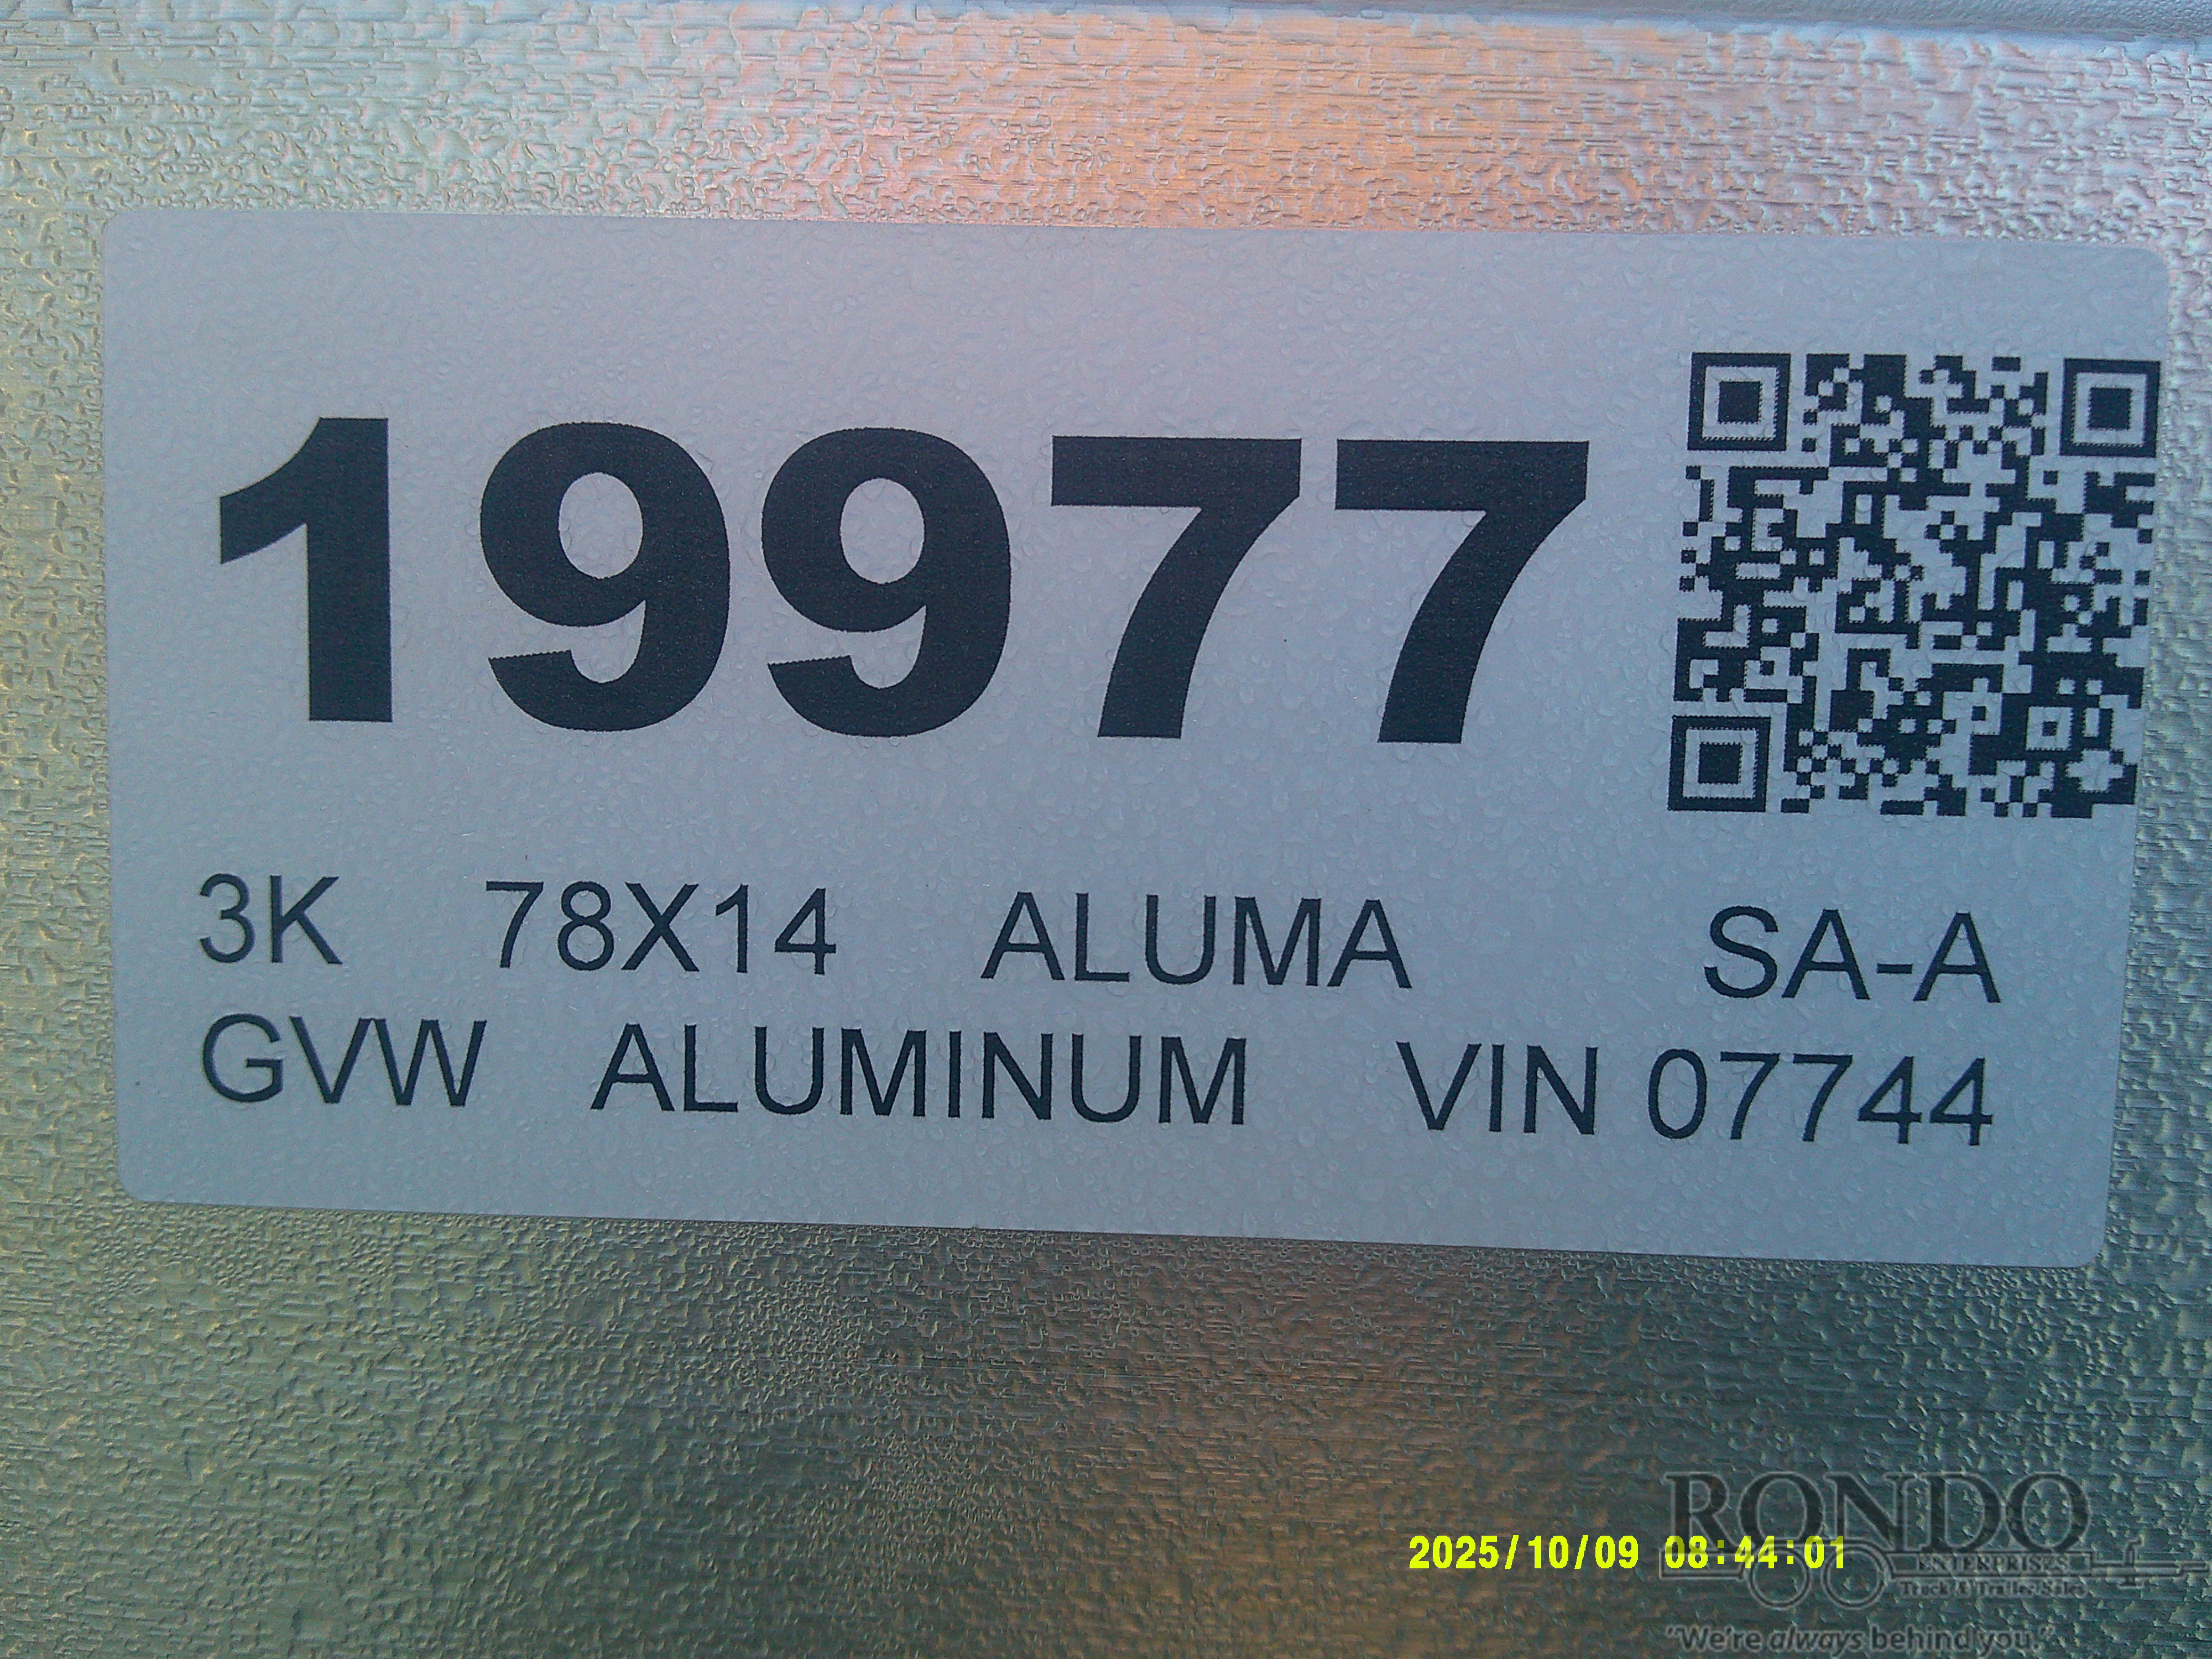 19977
3K 78X14 ALUMA SA-A
GVW ALUMINUM VIN 07744
2025/10/09 08:44:01
RONDO
ENTERPRISES
Truck & Trailer Sales
"We're always behind you."